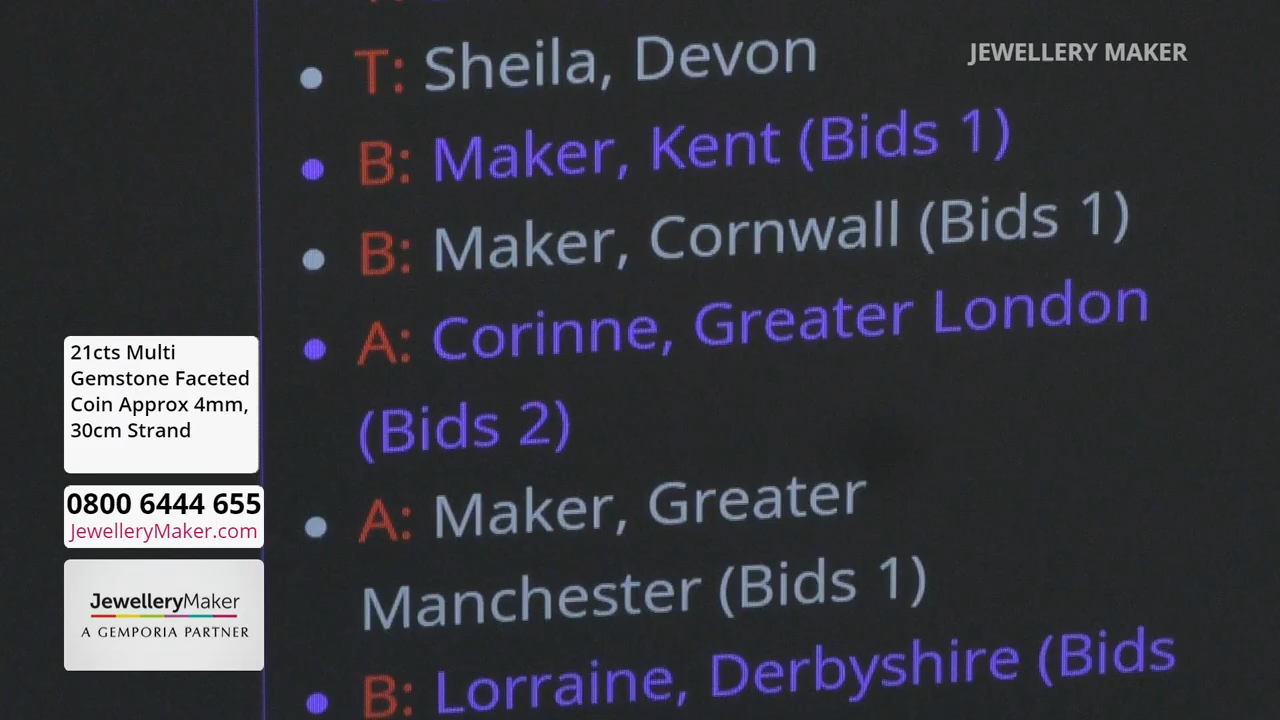 JEWELLERY MAKER
T: Sheila, Devon
B: Maker, Kent (Bids 1)
B: Maker, Cornwall (Bids 1)
A: Corinne, Greater London
(Bids 2)
A: Maker, Greater
Manchester (Bids 1)
B: Lorraine, Derbyshire (Bids
21cts Multi
Gemstone Faceted
Coin Approx 4mm,
30cm Strand
0800 6444 655
JewelleryMaker.com
JewelleryMaker
A GEMPORIA PARTNER